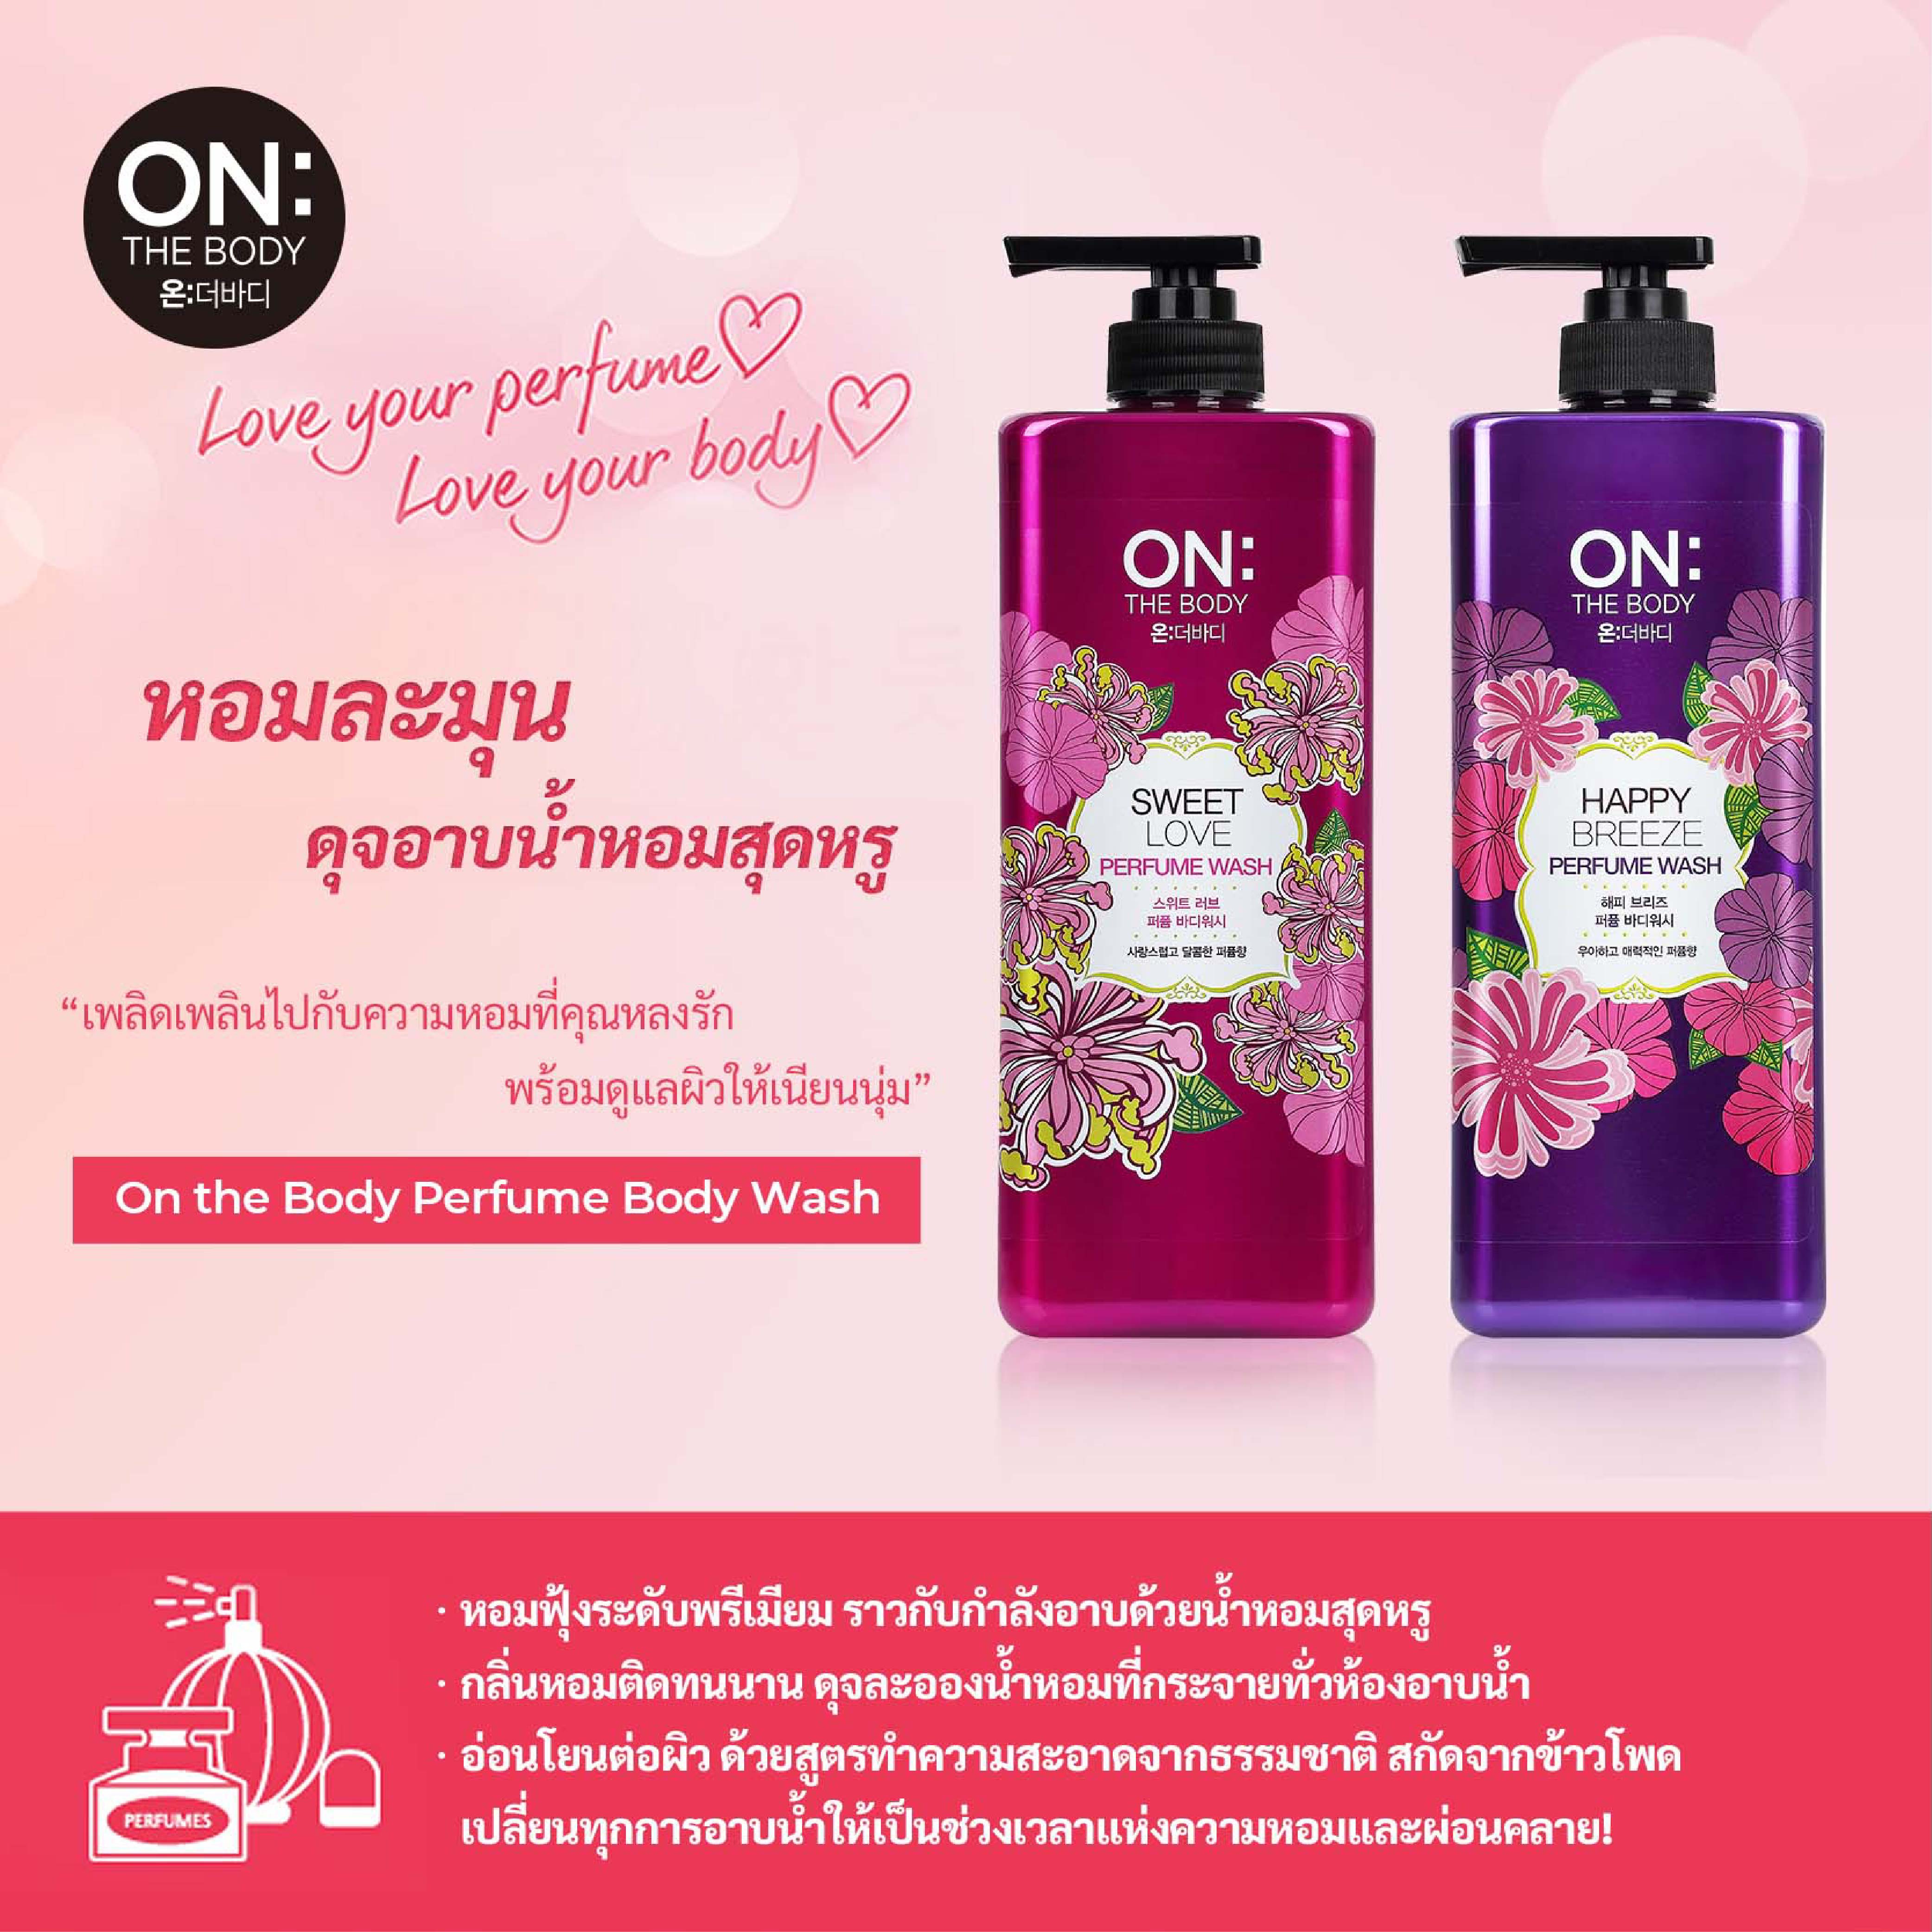 ON:
THE BODY
온:더바디
Love your perfume
Love your body
หอมละมุน
ดุจอาบน้ำหอมสุดหรู
“เพลิดเพลินไปกับความหอมที่คุณหลงรัก
พร้อมดูแลผิวให้เนียนนุ่ม”
On the Body Perfume Body Wash
ON:
THE BODY
온:더바디
SWEET
LOVE
PERFUME WASH
스위트 러브
퍼퓸 바디워시
사랑스럽고 달콤한 퍼퓸향
ON:
THE BODY
온:더바디
HAPPY
BREEZE
PERFUME WASH
해피 브리즈
퍼퓸 바디워시
우아하고 매력적인 퍼퓸향
PERFUMES
· หอมฟุ้งระดับพรีเมียม ราวกับกำลังอาบด้วยน้ำหอมสุดหรู
· กลิ่นหอมติดทนนาน ดุจละอองน้ำหอมที่กระจายทั่วห้องอาบน้ำ
· อ่อนโยนต่อผิว ด้วยสูตรทำความสะอาดจากธรรมชาติ สกัดจากข้าวโพด
เปลี่ยนทุกการอาบน้ำให้เป็นช่วงเวลาแห่งความหอมและผ่อนคลาย!